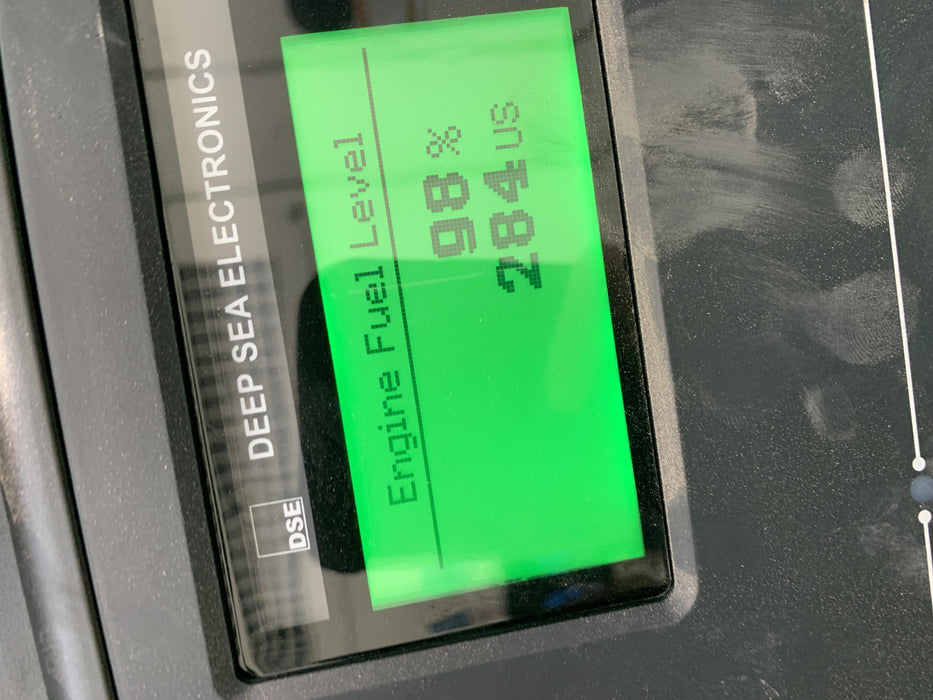 DSE DEEP SEA ELECTRONICS
Engine Fuel Level
98 %
284 US